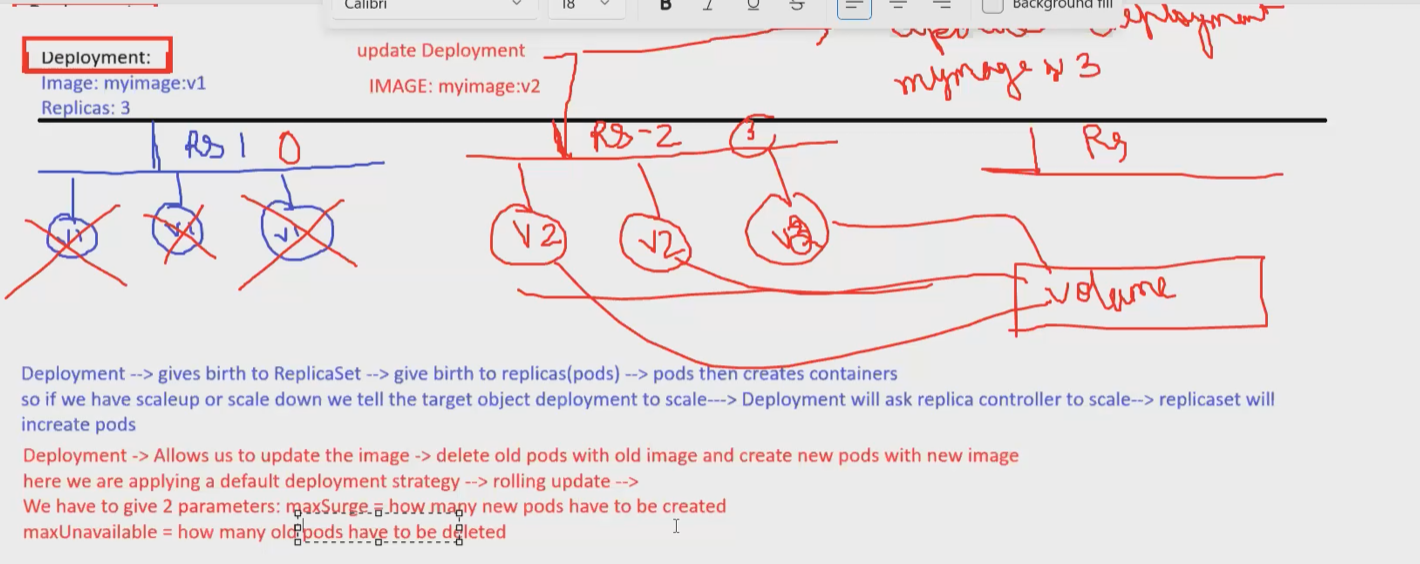 Calibri 18 B I U S Background fill
eployment
mymage v3
Deployment:
Image: myimage:v1
Replicas: 3
update Deployment
IMAGE: myimage:v2
RS 1 0
RS-2 3
Rs
v1 v1 v1
V2 v2
volume
Deployment --> gives birth to ReplicaSet --> give birth to replicas(pods) --> pods then creates containers
so if we have scaleup or scale down we tell the target object deployment to scale---> Deployment will ask replica controller to scale--> replicaset will
increate pods
Deployment -> Allows us to update the image -> delete old pods with old image and create new pods with new image
here we are applying a default deployment strategy --> rolling update -->
We have to give 2 parameters: maxSurge = how many new pods have to be created
maxUnavailable = how many old pods have to be deleted